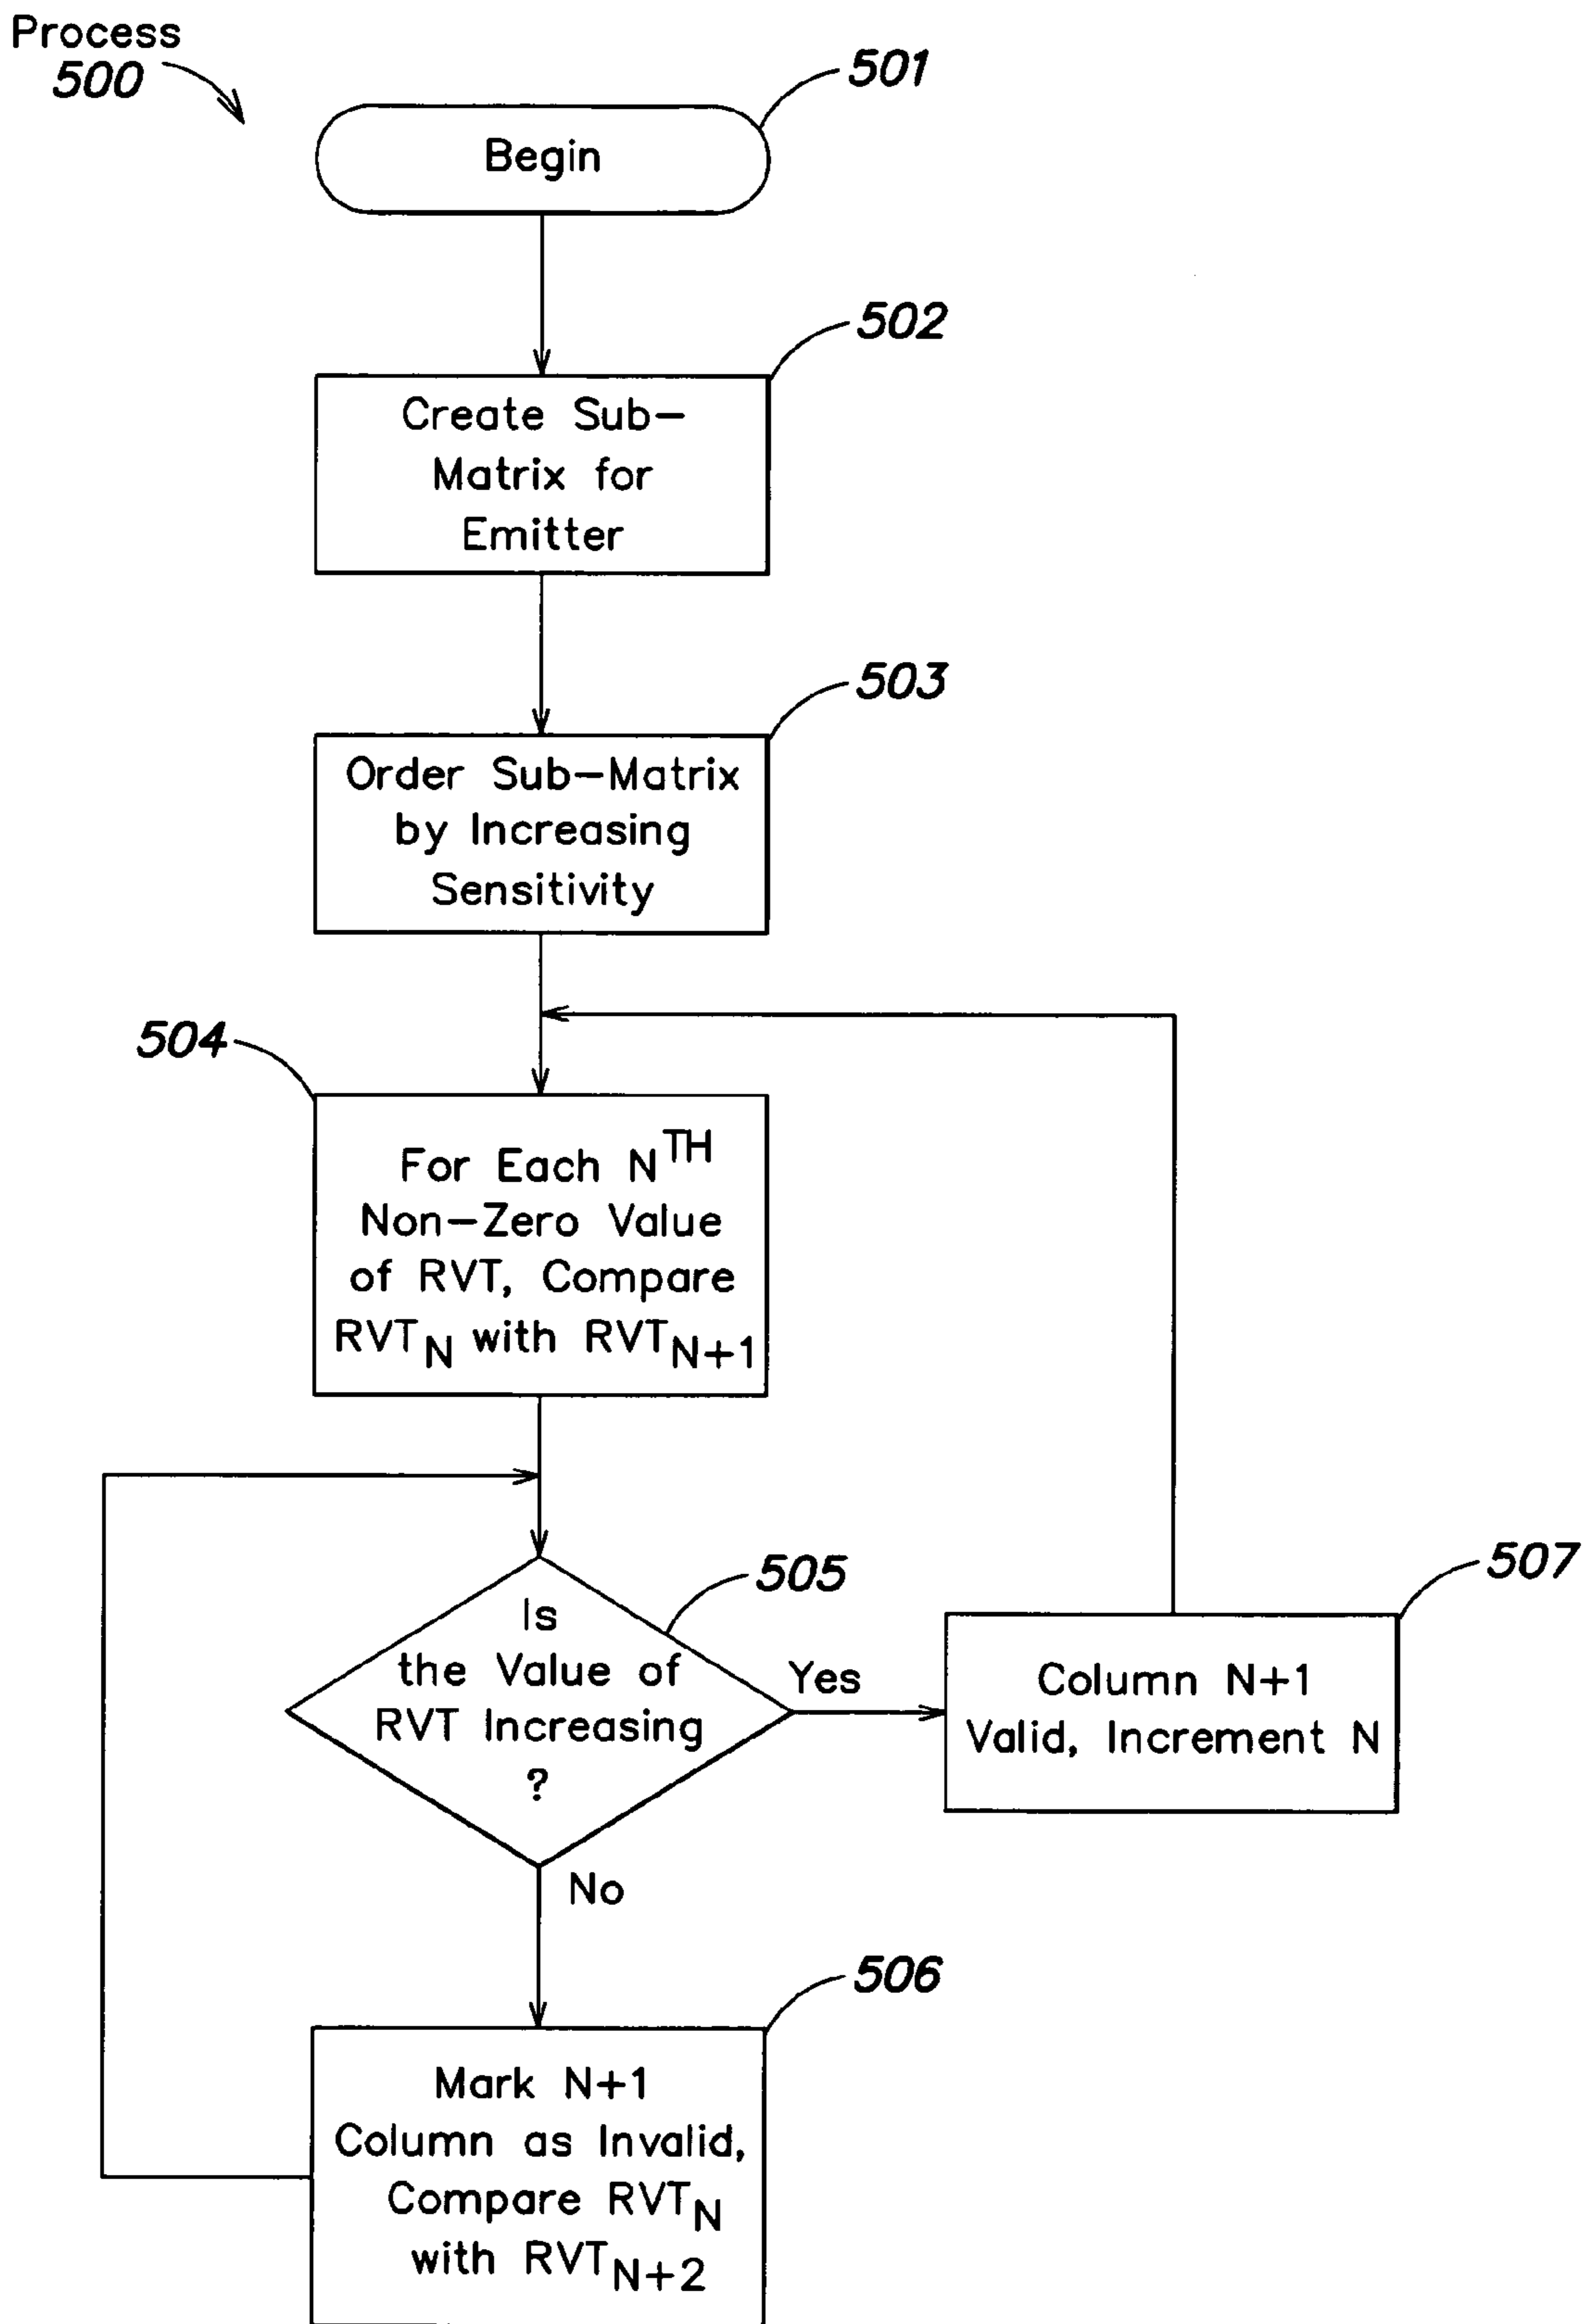 Process
500
501
Begin
502
Create Sub-
Matrix for
Emitter
503
Order Sub-Matrix
by Increasing
Sensitivity
504
For Each N^TH
Non-Zero Value
of RVT, Compare
RVT_N with RVT_N+1
505
Is
the Value of
RVT Increasing
?
Yes
507
Column N+1
Valid, Increment N
No
506
Mark N+1
Column as Invalid,
Compare RVT_N
with RVT_N+2